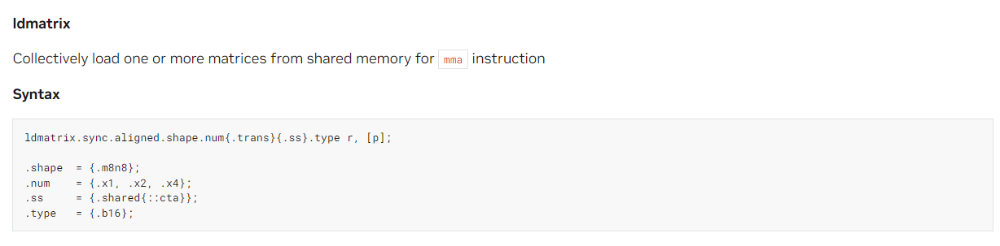 ldmatrix
Collectively load one or more matrices from shared memory for mma instruction
Syntax
ldmatrix.sync.aligned.shape.num{.trans}{.ss}.type r, [p];
.shape  = {.m8n8};
.num    = {.x1, .x2, .x4};
.ss     = {.shared{::cta}};
.type   = {.b16};